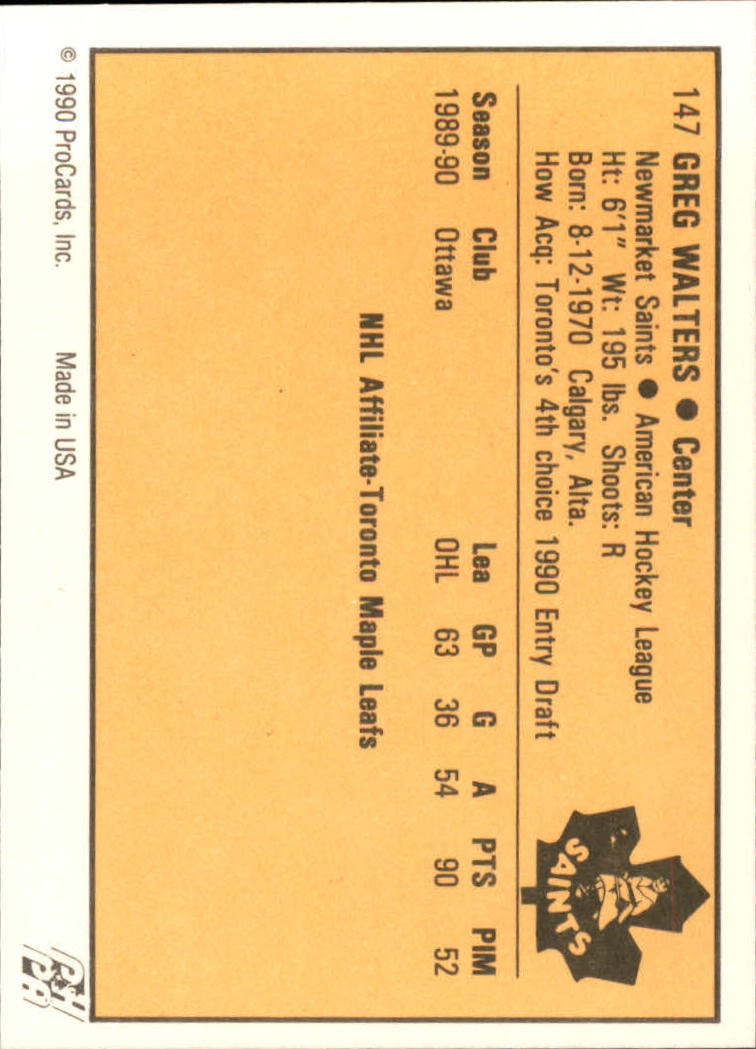 147 GREG WALTERS ● Center
Newmarket Saints ● American Hockey League
Ht: 6'1" Wt: 195 lbs. Shoots: R
Born: 8-12-1970 Calgary, Alta.
How Acq: Toronto's 4th choice 1990 Entry Draft
SAINTS
Season Club Lea GP G A PTS PIM
1989-90 Ottawa OHL 63 36 54 90 52
NHL Affiliate-Toronto Maple Leafs
© 1990 ProCards, Inc. Made in USA